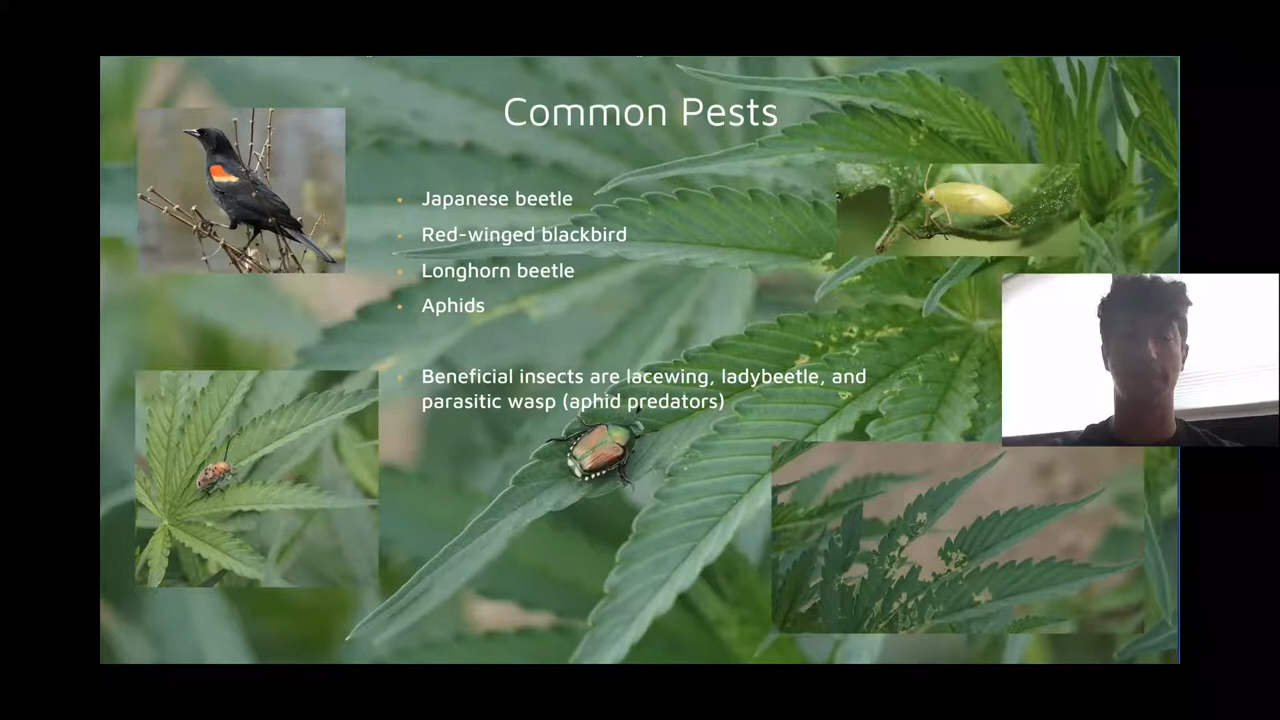 Common Pests
Japanese beetle
Red-winged blackbird
Longhorn beetle
Aphids
Beneficial insects are lacewing, ladybeetle, and
parasitic wasp (aphid predators)